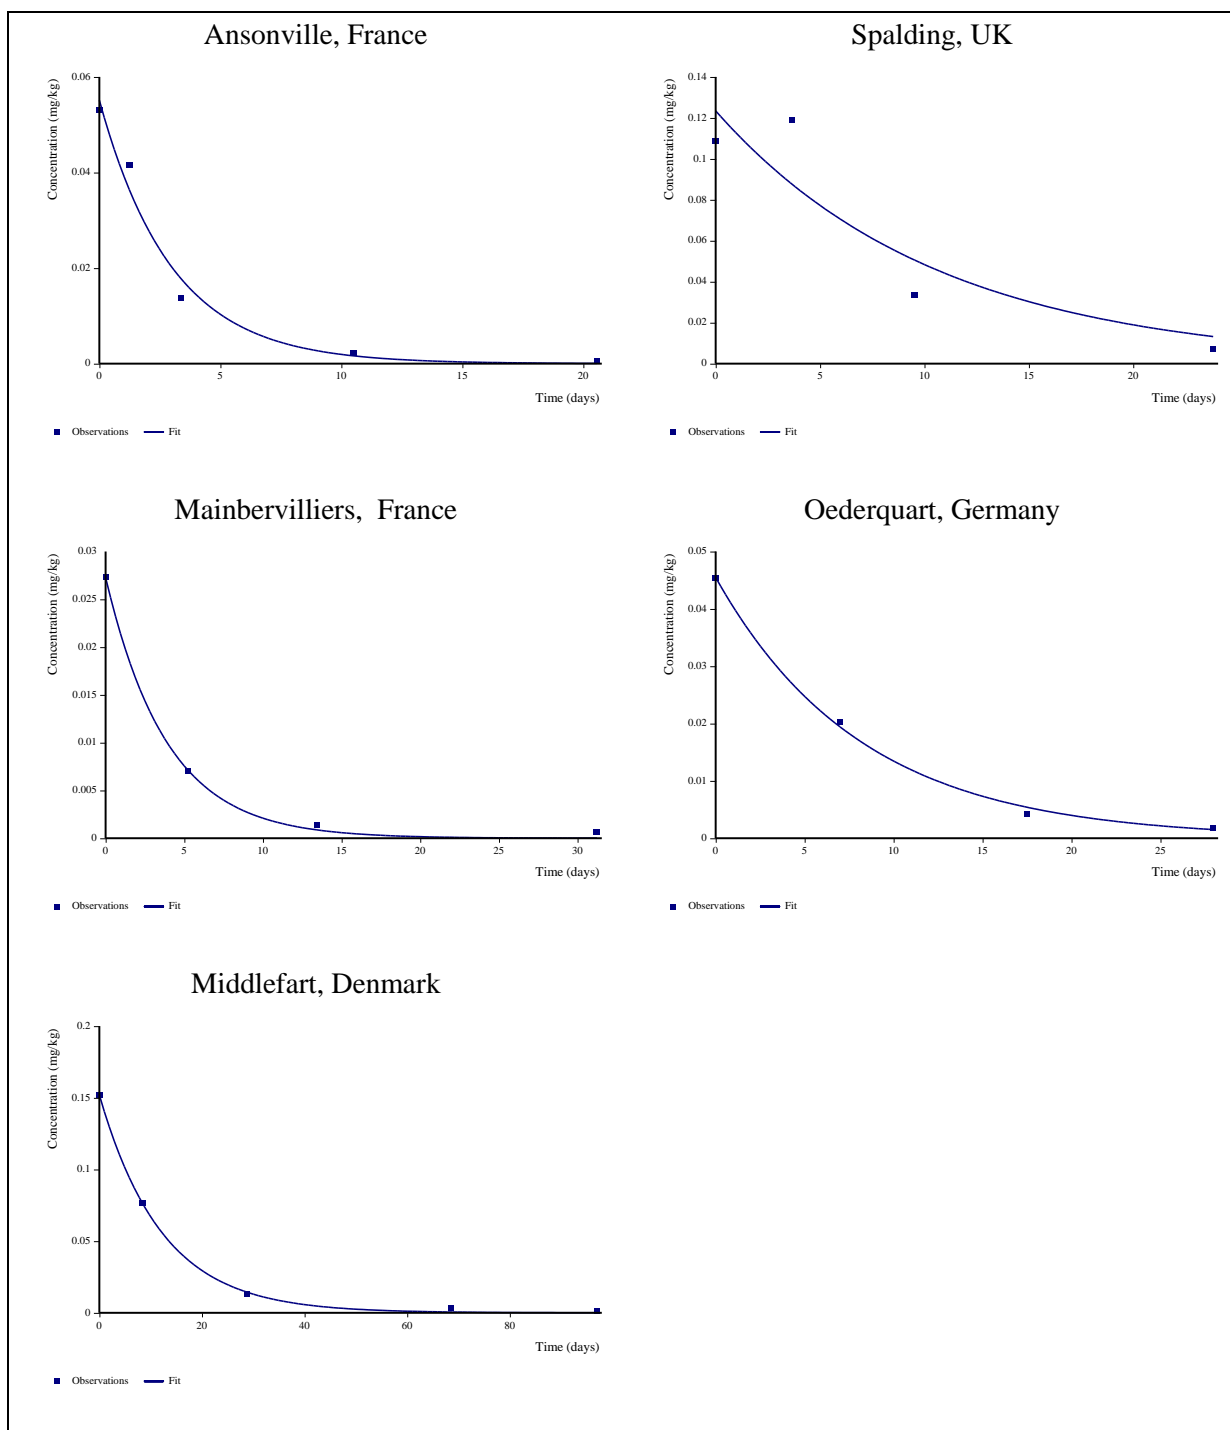 Ansonville, France
Concentration (mg/kg)
0.06
0.04
0.02
0
0 5 10 15 20
Time (days)
Observations Fit
Spalding, UK
Concentration (mg/kg)
0.14
0.12
0.1
0.08
0.06
0.04
0.02
0
0 5 10 15 20
Time (days)
Observations Fit
Mainbervilliers, France
Concentration (mg/kg)
0.03
0.025
0.02
0.015
0.01
0.005
0
0 5 10 15 20 25 30
Time (days)
Observations Fit
Oederquart, Germany
Concentration (mg/kg)
0.05
0.04
0.03
0.02
0.01
0
0 5 10 15 20 25
Time (days)
Observations Fit
Middlefart, Denmark
Concentration (mg/kg)
0.2
0.15
0.1
0.05
0
0 20 40 60 80
Time (days)
Observations Fit